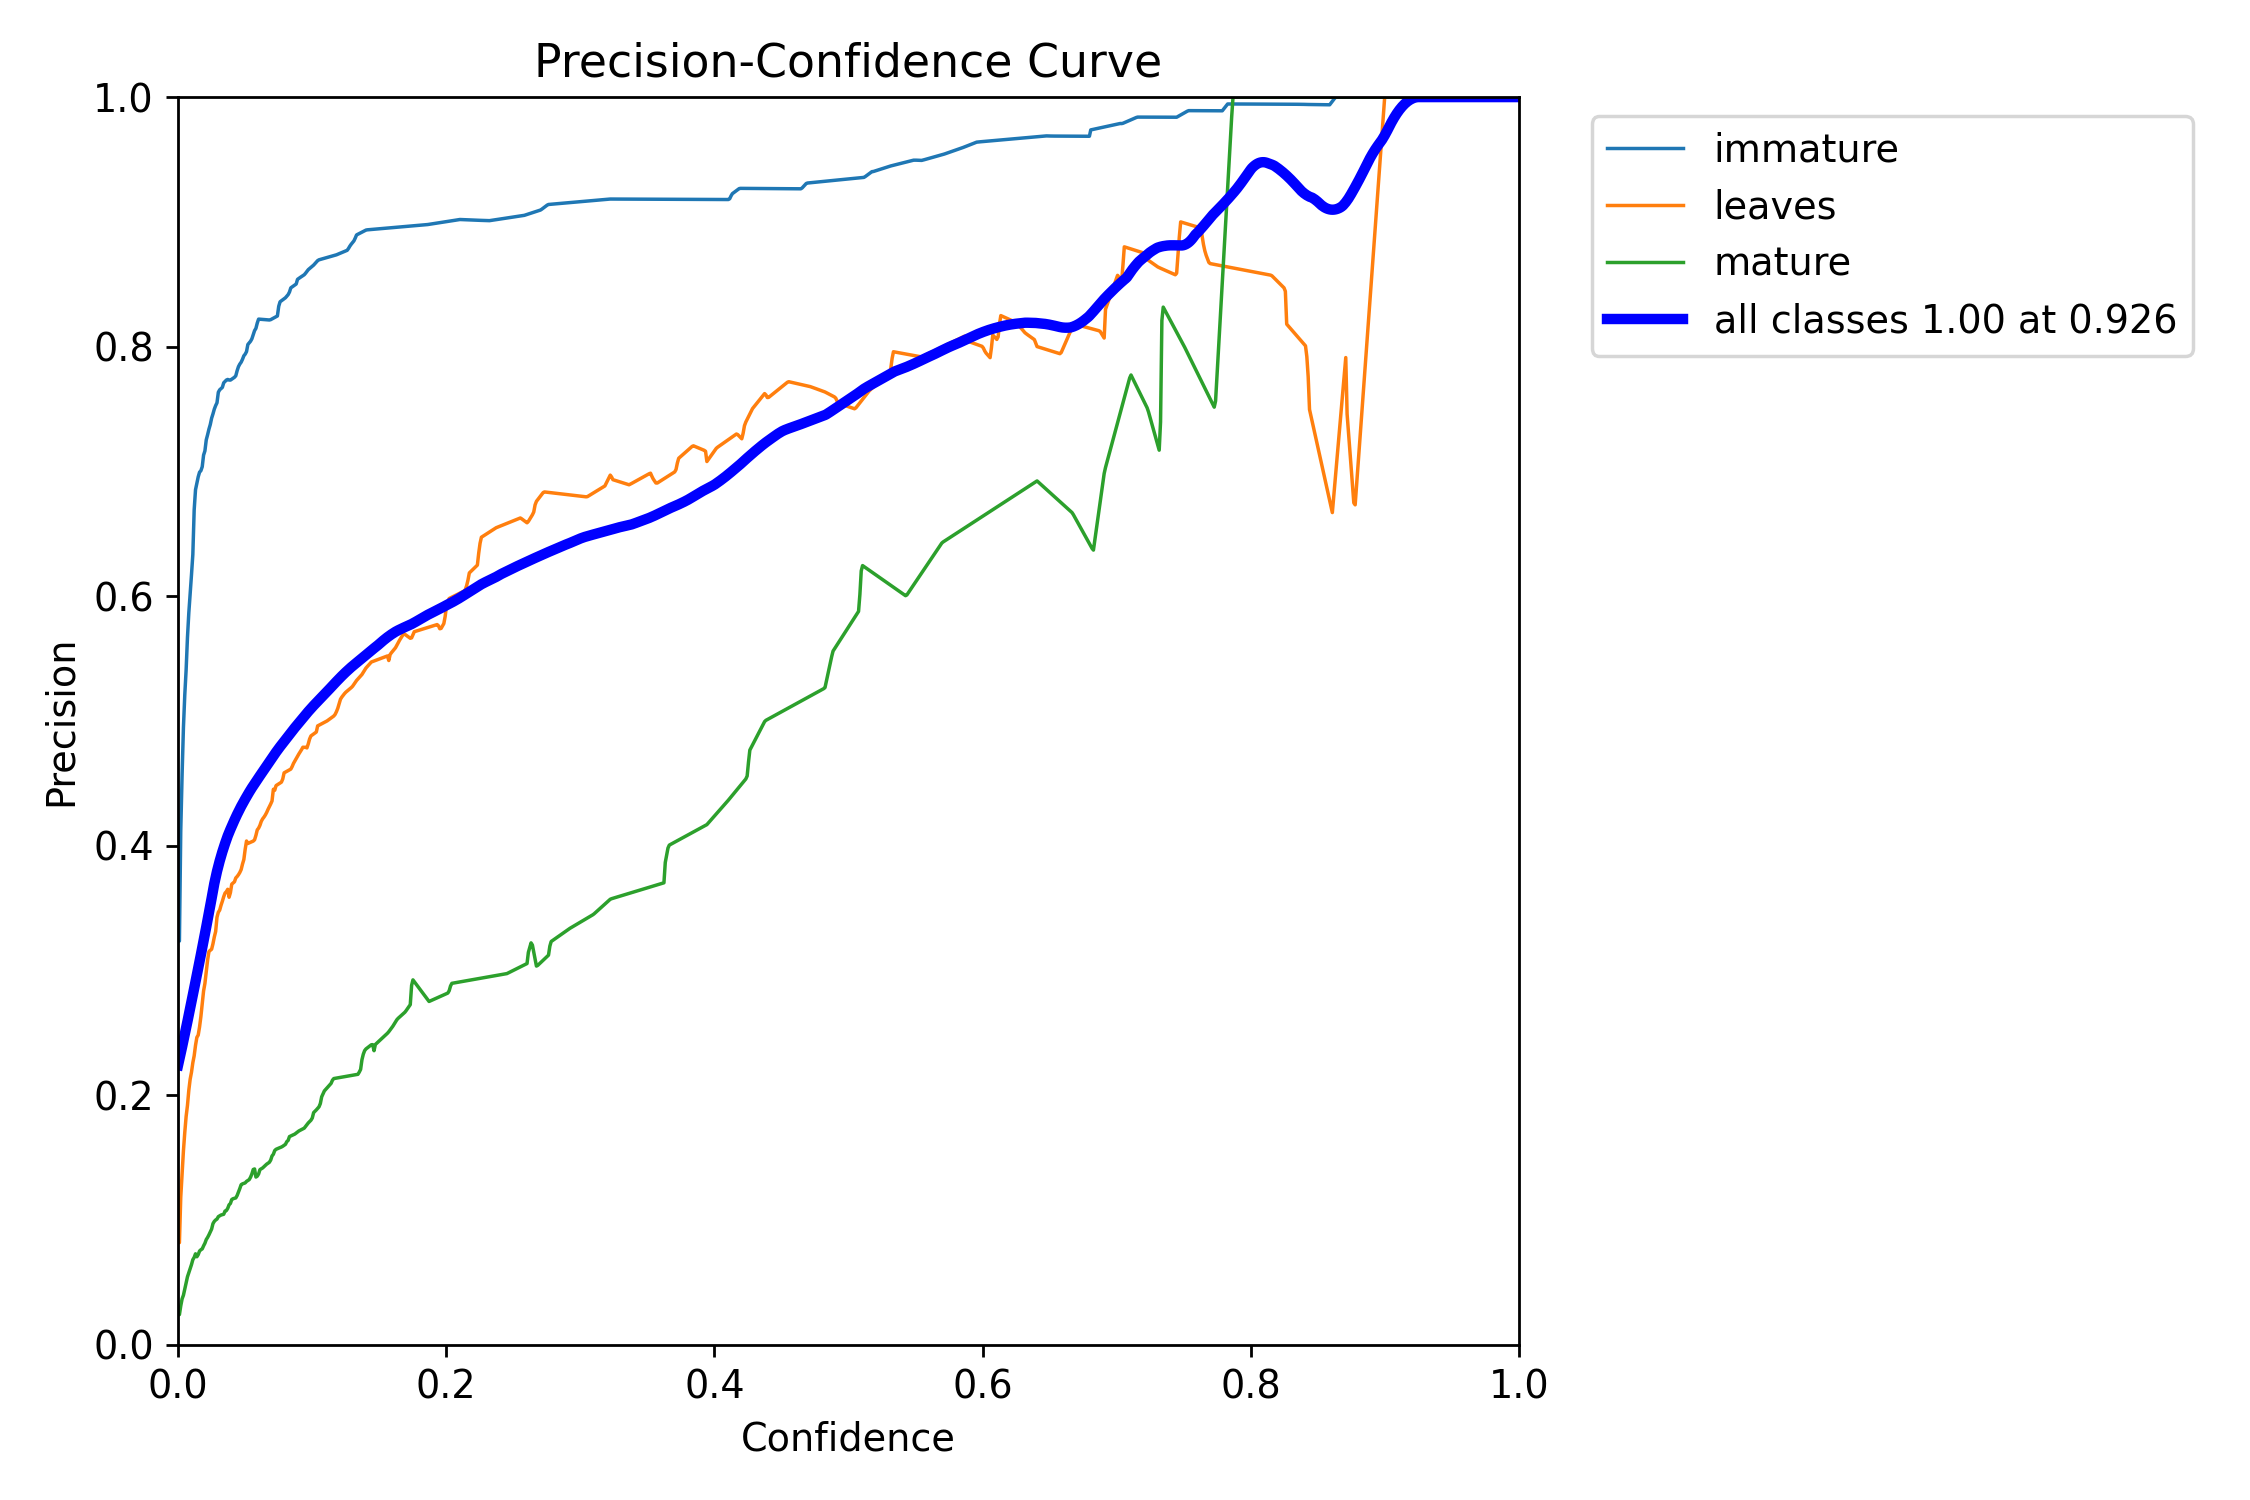 Precision-Confidence Curve
1.0
0.8
0.6
0.4
0.2
0.0
Precision
0.0 0.2 0.4 0.6 0.8 1.0
Confidence
immature
leaves
mature
all classes 1.00 at 0.926